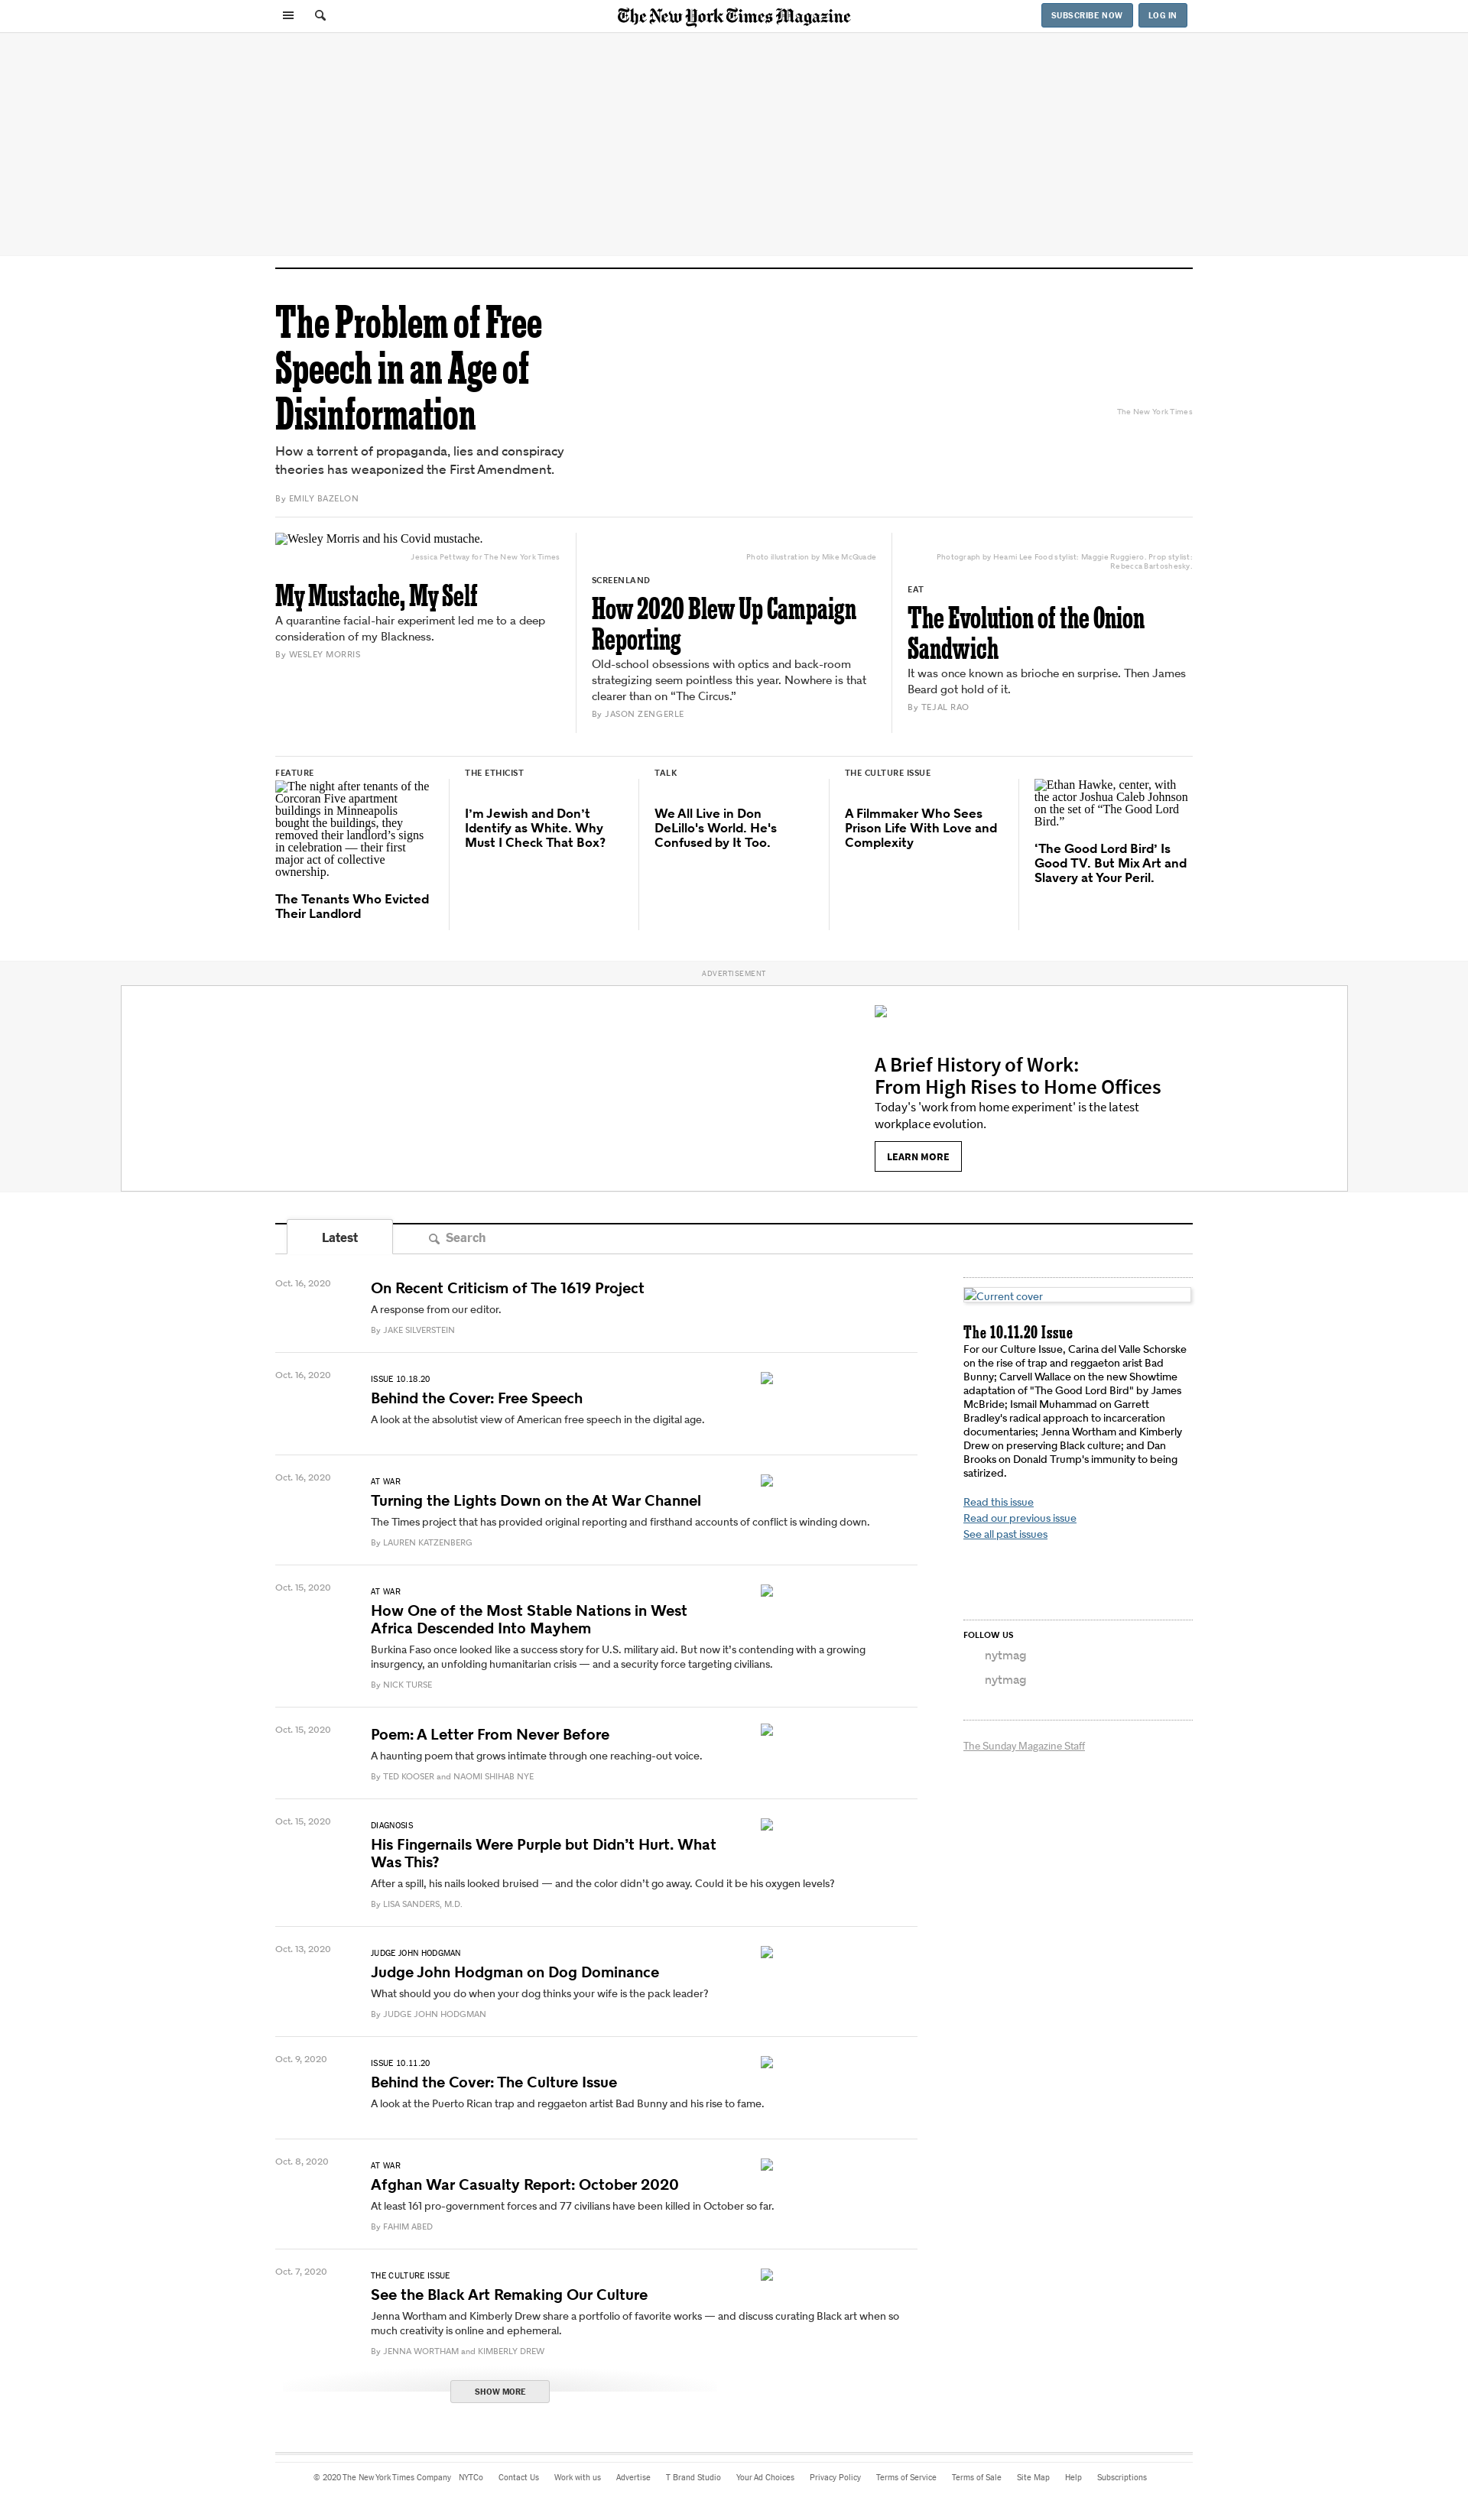 The New York Times Magazine
SUBSCRIBE NOW
LOG IN
The Problem of Free
Speech in an Age of
Disinformation
The New York Times
How a torrent of propaganda, lies and conspiracy
theories has weaponized the First Amendment.
By EMILY BAZELON
Wesley Morris and his Covid mustache.
Jessica Pettway for The New York Times
My Mustache, My Self
A quarantine facial-hair experiment led me to a deep
consideration of my Blackness.
By WESLEY MORRIS
Photo illustration by Mike McQuade
SCREENLAND
How 2020 Blew Up Campaign
Reporting
Old-school obsessions with optics and back-room
strategizing seem pointless this year. Nowhere is that
clearer than on “The Circus.”
By JASON ZENGERLE
Photograph by Heami Lee Food stylist: Maggie Ruggiero. Prop stylist:
Rebecca Bartoshesky.
EAT
The Evolution of the Onion
Sandwich
It was once known as brioche en surprise. Then James
Beard got hold of it.
By TEJAL RAO
FEATURE
The night after tenants of the
Corcoran Five apartment
buildings in Minneapolis
bought the buildings, they
removed their landlord’s signs
in celebration — their first
major act of collective
ownership.
The Tenants Who Evicted
Their Landlord
THE ETHICIST
I’m Jewish and Don’t
Identify as White. Why
Must I Check That Box?
TALK
We All Live in Don
DeLillo's World. He's
Confused by It Too.
THE CULTURE ISSUE
A Filmmaker Who Sees
Prison Life With Love and
Complexity
Ethan Hawke, center, with
the actor Joshua Caleb Johnson
on the set of “The Good Lord
Bird.”
‘The Good Lord Bird’ Is
Good TV. But Mix Art and
Slavery at Your Peril.
ADVERTISEMENT
A Brief History of Work:
From High Rises to Home Offices
Today's 'work from home experiment' is the latest
workplace evolution.
LEARN MORE
Latest
Search
Oct. 16, 2020
On Recent Criticism of The 1619 Project
A response from our editor.
By JAKE SILVERSTEIN
Oct. 16, 2020
ISSUE 10.18.20
Behind the Cover: Free Speech
A look at the absolutist view of American free speech in the digital age.
Oct. 16, 2020
AT WAR
Turning the Lights Down on the At War Channel
The Times project that has provided original reporting and firsthand accounts of conflict is winding down.
By LAUREN KATZENBERG
Oct. 15, 2020
AT WAR
How One of the Most Stable Nations in West
Africa Descended Into Mayhem
Burkina Faso once looked like a success story for U.S. military aid. But now it’s contending with a growing
insurgency, an unfolding humanitarian crisis — and a security force targeting civilians.
By NICK TURSE
Oct. 15, 2020
Poem: A Letter From Never Before
A haunting poem that grows intimate through one reaching-out voice.
By TED KOOSER and NAOMI SHIHAB NYE
Oct. 15, 2020
DIAGNOSIS
His Fingernails Were Purple but Didn’t Hurt. What
Was This?
After a spill, his nails looked bruised — and the color didn’t go away. Could it be his oxygen levels?
By LISA SANDERS, M.D.
Oct. 13, 2020
JUDGE JOHN HODGMAN
Judge John Hodgman on Dog Dominance
What should you do when your dog thinks your wife is the pack leader?
By JUDGE JOHN HODGMAN
Oct. 9, 2020
ISSUE 10.11.20
Behind the Cover: The Culture Issue
A look at the Puerto Rican trap and reggaeton artist Bad Bunny and his rise to fame.
Oct. 8, 2020
AT WAR
Afghan War Casualty Report: October 2020
At least 161 pro-government forces and 77 civilians have been killed in October so far.
By FAHIM ABED
Oct. 7, 2020
THE CULTURE ISSUE
See the Black Art Remaking Our Culture
Jenna Wortham and Kimberly Drew share a portfolio of favorite works — and discuss curating Black art when so
much creativity is online and ephemeral.
By JENNA WORTHAM and KIMBERLY DREW
SHOW MORE
Current cover
The 10.11.20 Issue
For our Culture Issue, Carina del Valle Schorske
on the rise of trap and reggaeton arist Bad
Bunny; Carvell Wallace on the new Showtime
adaptation of "The Good Lord Bird" by James
McBride; Ismail Muhammad on Garrett
Bradley's radical approach to incarceration
documentaries; Jenna Wortham and Kimberly
Drew on preserving Black culture; and Dan
Brooks on Donald Trump's immunity to being
satirized.
Read this issue
Read our previous issue
See all past issues
FOLLOW US
nytmag
nytmag
The Sunday Magazine Staff
© 2020 The New York Times Company NYTCo Contact Us Work with us Advertise T Brand Studio Your Ad Choices Privacy Policy Terms of Service Terms of Sale Site Map Help Subscriptions